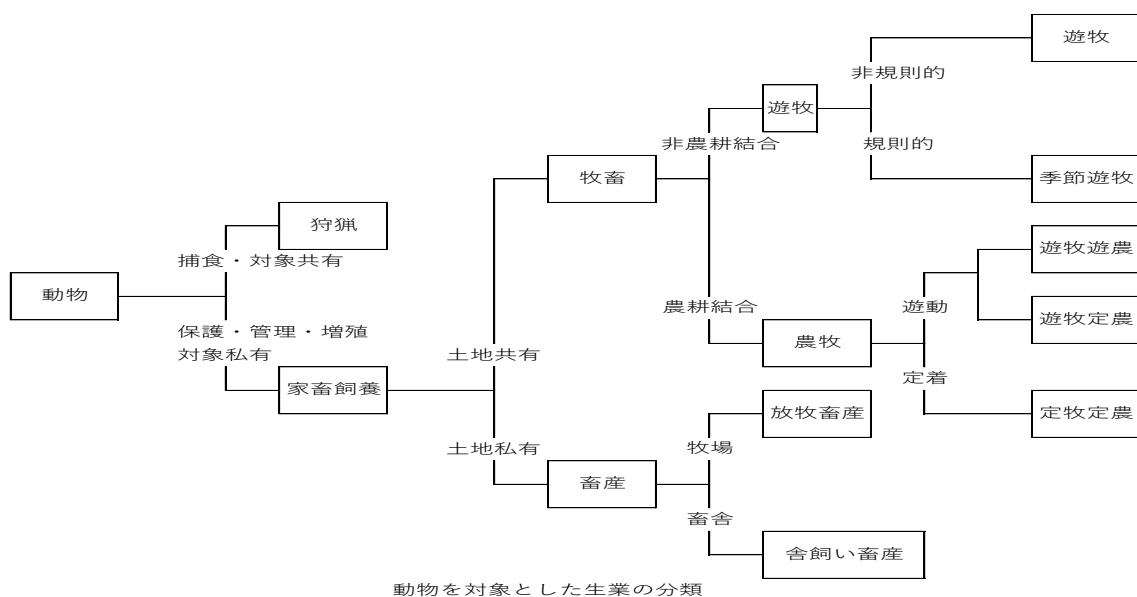 遊牧
非規則的
遊牧
非農耕結合
規則的
牧畜
季節遊牧
狩猟
捕食・対象共有
遊牧遊農
動物
農耕結合
遊動
遊牧定農
保護・管理・増殖
対象私有
土地共有
農牧
定着
家畜飼養
放牧畜産
定牧定農
土地私有
牧場
畜産
畜舎
舎飼い畜産
動物を対象とした生業の分類